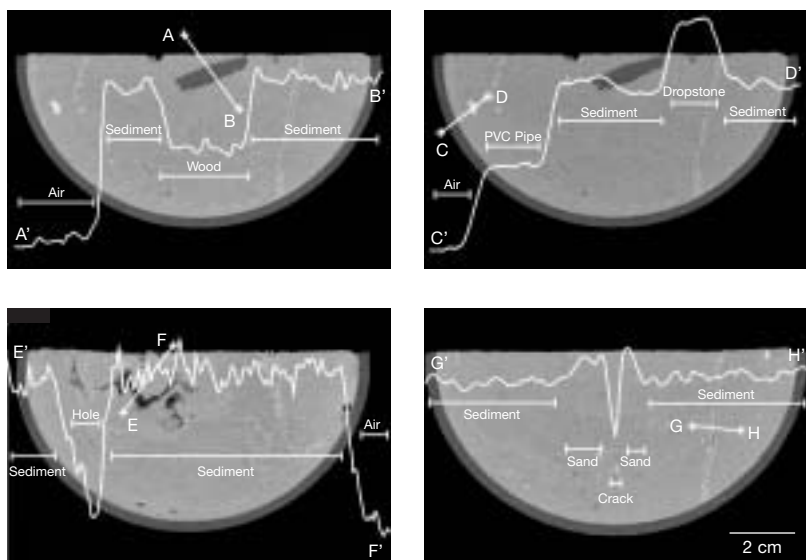 A
B
B'
Sediment
Sediment
Wood
Air
A'
D'
D
Dropstone
Sediment
Sediment
C
PVC Pipe
Air
C'
E'
F
Hole
E
Air
Sediment
Sediment
F'
G'
H'
Sediment
Sediment
G
H
Sand
Sand
Crack
2 cm